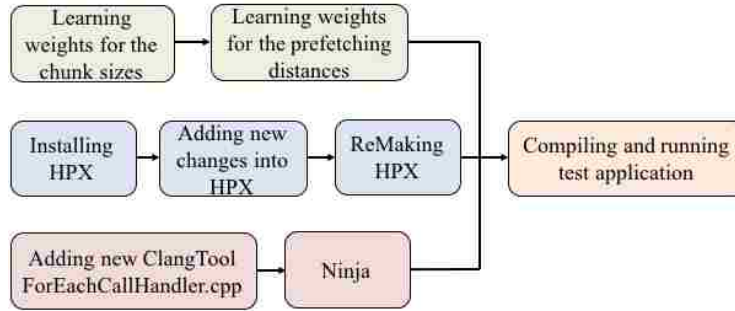 Learning
weights for the
chunk sizes
Learning weights
for the prefetching
distances
Installing
HPX
Adding new
changes into
HPX
ReMaking
HPX
Compiling and running
test application
Adding new ClangTool
ForEachCallHandler.cpp
Ninja